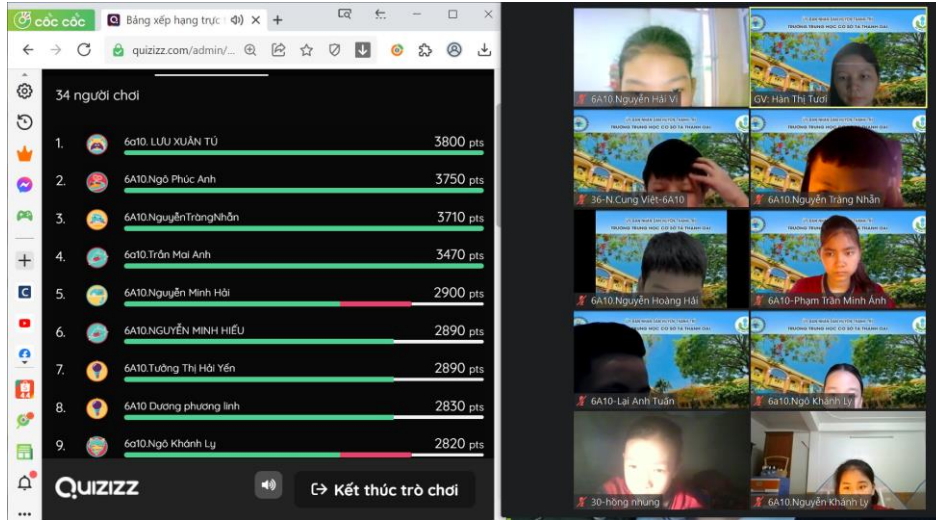 cốc cốc
Bảng xếp hạng trực
quizizz.com/admin/...
34 người chơi
1. 6a10. LƯU XUÂN TÚ 3800 pts
2. 6A10.Ngô Phúc Anh 3750 pts
3. 6A10.NguyễnTràngNhẫn 3710 pts
4. 6a10.Trần Mai Anh 3470 pts
5. 6A10.Nguyễn Minh Hải 2900 pts
6. 6A10.NGUYỄN MINH HIẾU 2890 pts
7. 6A10.Tưởng Thị Hải Yến 2890 pts
8. 6A10 Dương phương linh 2830 pts
9. 6a10.Ngô Khánh Ly 2820 pts
QUIZIZZ
Kết thúc trò chơi
6A10.Nguyễn Hải Vi
GV: Hàn Thị Tươi
36-N.Cung Việt-6A10
6A10.Nguyễn Tràng Nhẫn
6A10.Nguyễn Hoàng Hải
6A10-Phạm Trần Minh Ánh
6A10-Lại Anh Tuấn
6a10.Ngô Khánh Ly
30-hồng nhung
6A10.Nguyễn Khánh Ly